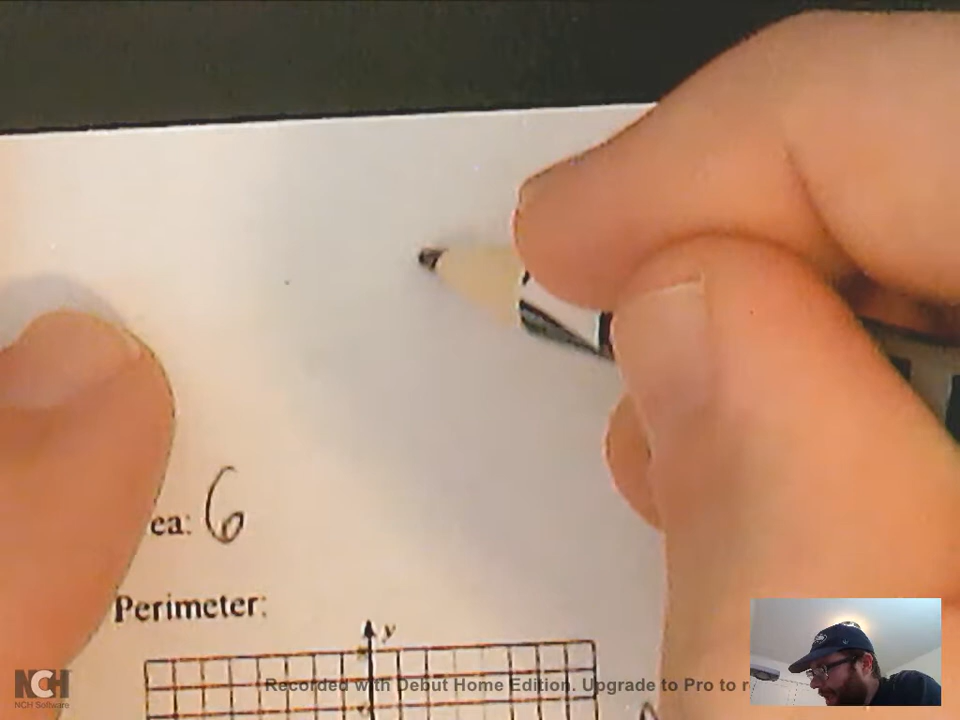 ea: 6
Perimeter:
y
NCH
NCH Software
Recorded with Debut Home Edition. Upgrade to Pro to r